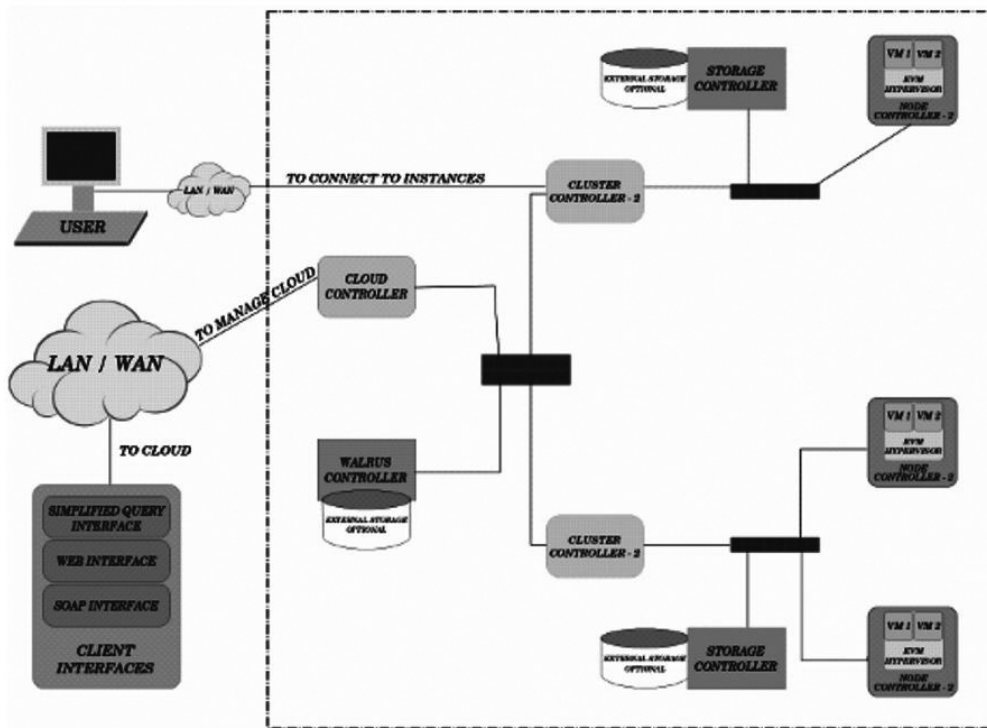 EXTERNAL STORAGE
OPTIONAL
STORAGE
CONTROLLER
VM 1 VM 2
KVM
HYPERVISOR
NODE
CONTROLLER - 2
LAN / WAN
TO CONNECT TO INSTANCES
CLUSTER
CONTROLLER - 2
USER
TO MANAGE CLOUD
CLOUD
CONTROLLER
LAN / WAN
TO CLOUD
WALRUS
CONTROLLER
EXTERNAL STORAGE
OPTIONAL
VM 1 VM 2
KVM
HYPERVISOR
NODE
CONTROLLER - 2
SIMPLIFIED QUERY
INTERFACE
WEB INTERFACE
SOAP INTERFACE
CLIENT
INTERFACES
CLUSTER
CONTROLLER - 2
EXTERNAL STORAGE
OPTIONAL
STORAGE
CONTROLLER
VM 1 VM 2
KVM
HYPERVISOR
NODE
CONTROLLER - 2